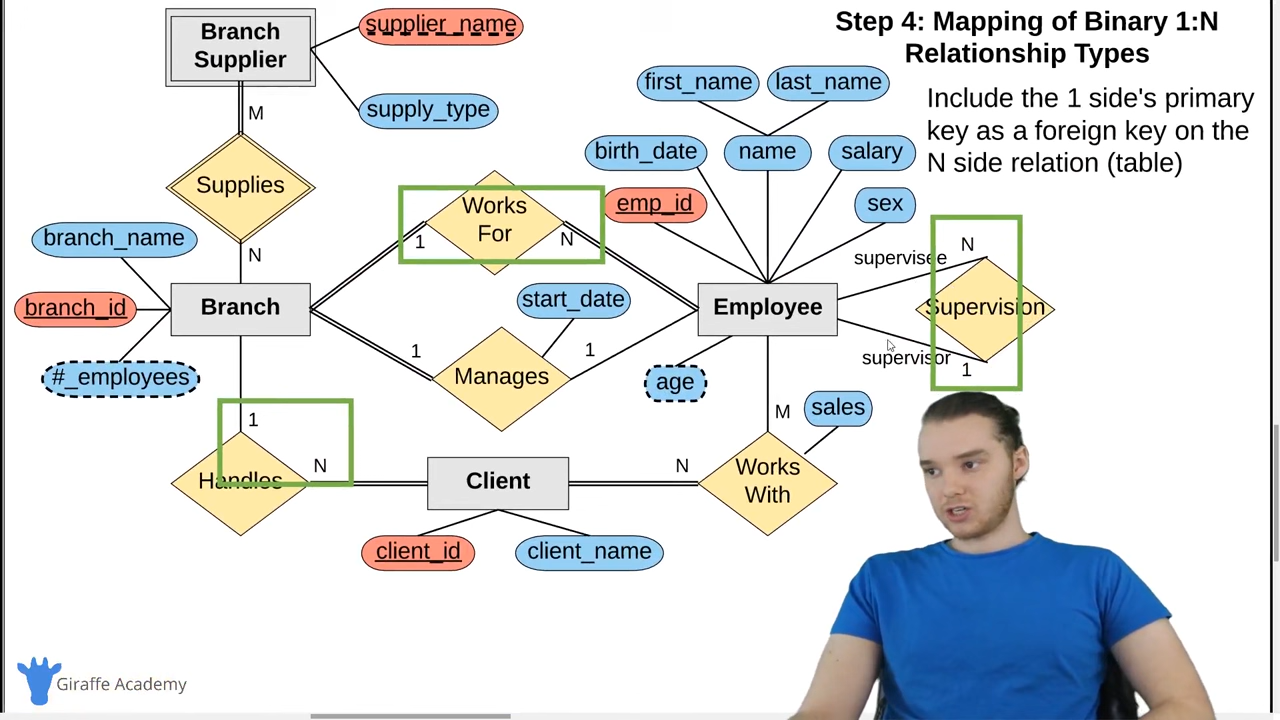 Step 4: Mapping of Binary 1:N
Relationship Types
Include the 1 side's primary
key as a foreign key on the
N side relation (table)
Branch
Supplier
supplier_name
supply_type
M
Supplies
N
branch_name
branch_id
#_employees
Branch
1
Works
For
N
1
Manages
1
start_date
first_name
last_name
birth_date
name
salary
emp_id
sex
Employee
age
supervisee
N
Supervision
supervisor
1
M
sales
1
Handles
N
Client
N
Works
With
client_id
client_name
Giraffe Academy